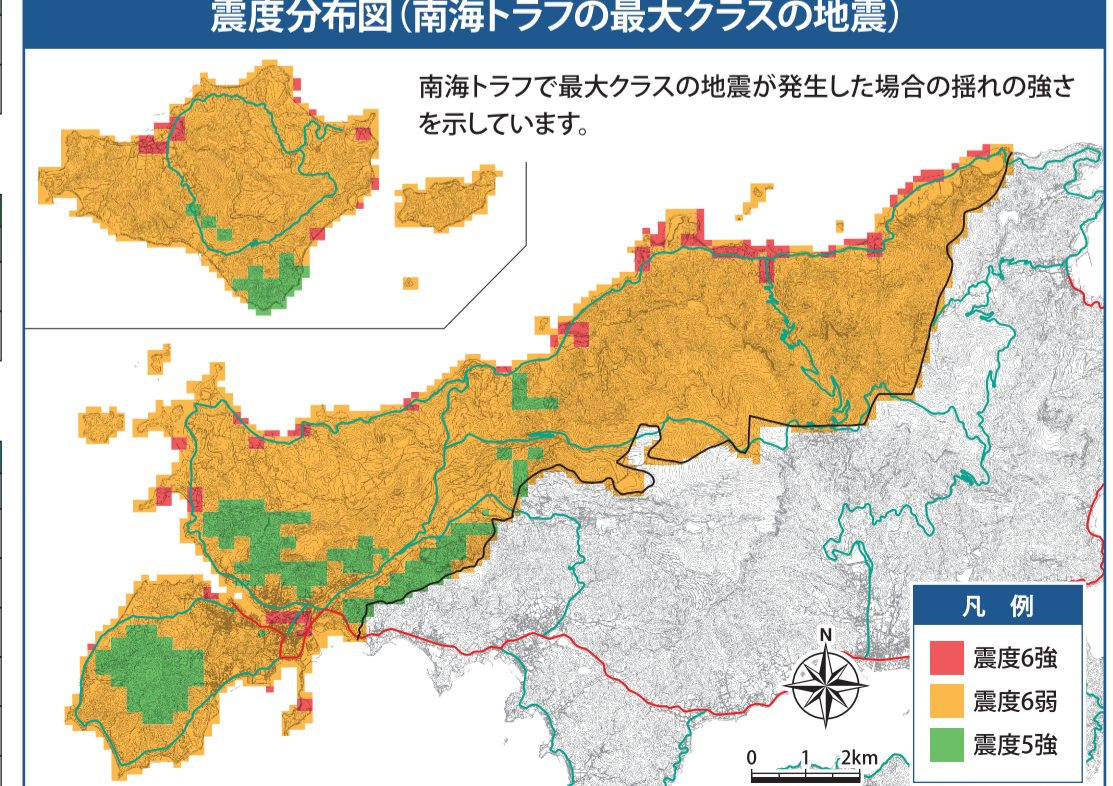 震度分布図（南海トラフの最大クラスの地震）
南海トラフで最大クラスの地震が発生した場合の揺れの強さ
を示しています。
凡 例
震度6強
震度6弱
震度5強
N
0 1 2km